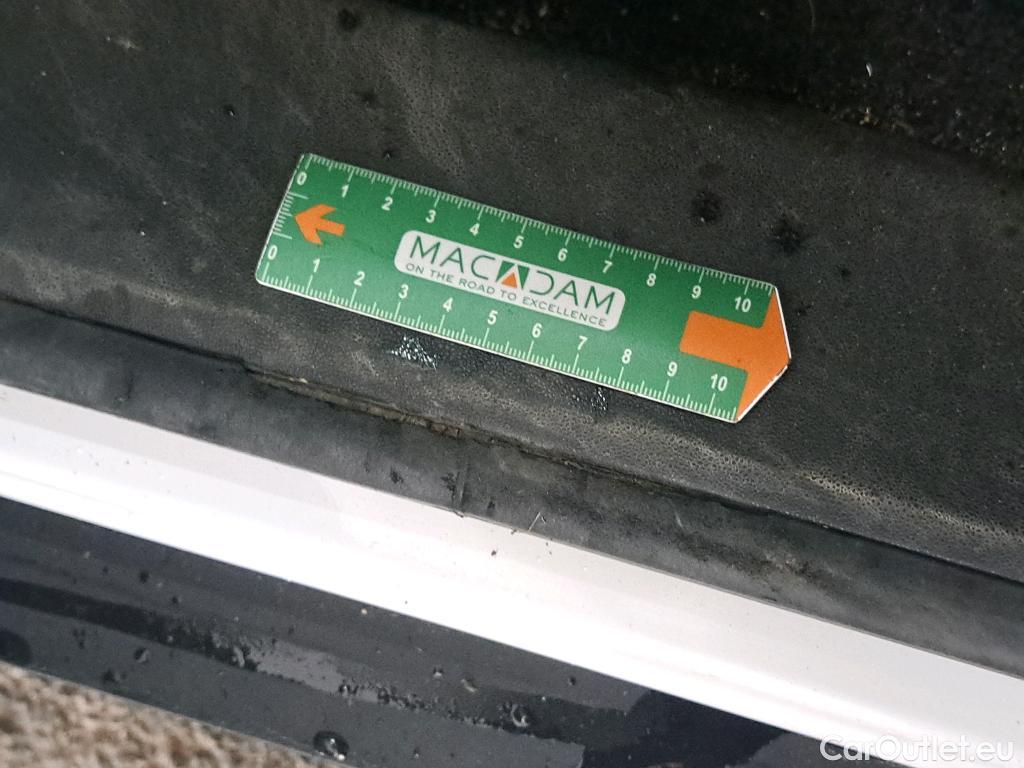 0 1 2 3 4 5 6 7 8 9 10
MACADAM
ON THE ROAD TO EXCELLENCE
0 1 2 3 4 5 6 7 8 9 10
CarOutlet.eu